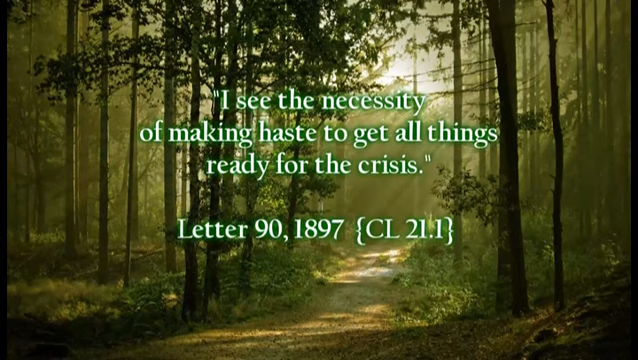 "I see the necessity
of making haste to get all things
ready for the crisis."
Letter 90, 1897 {CL 21.1}